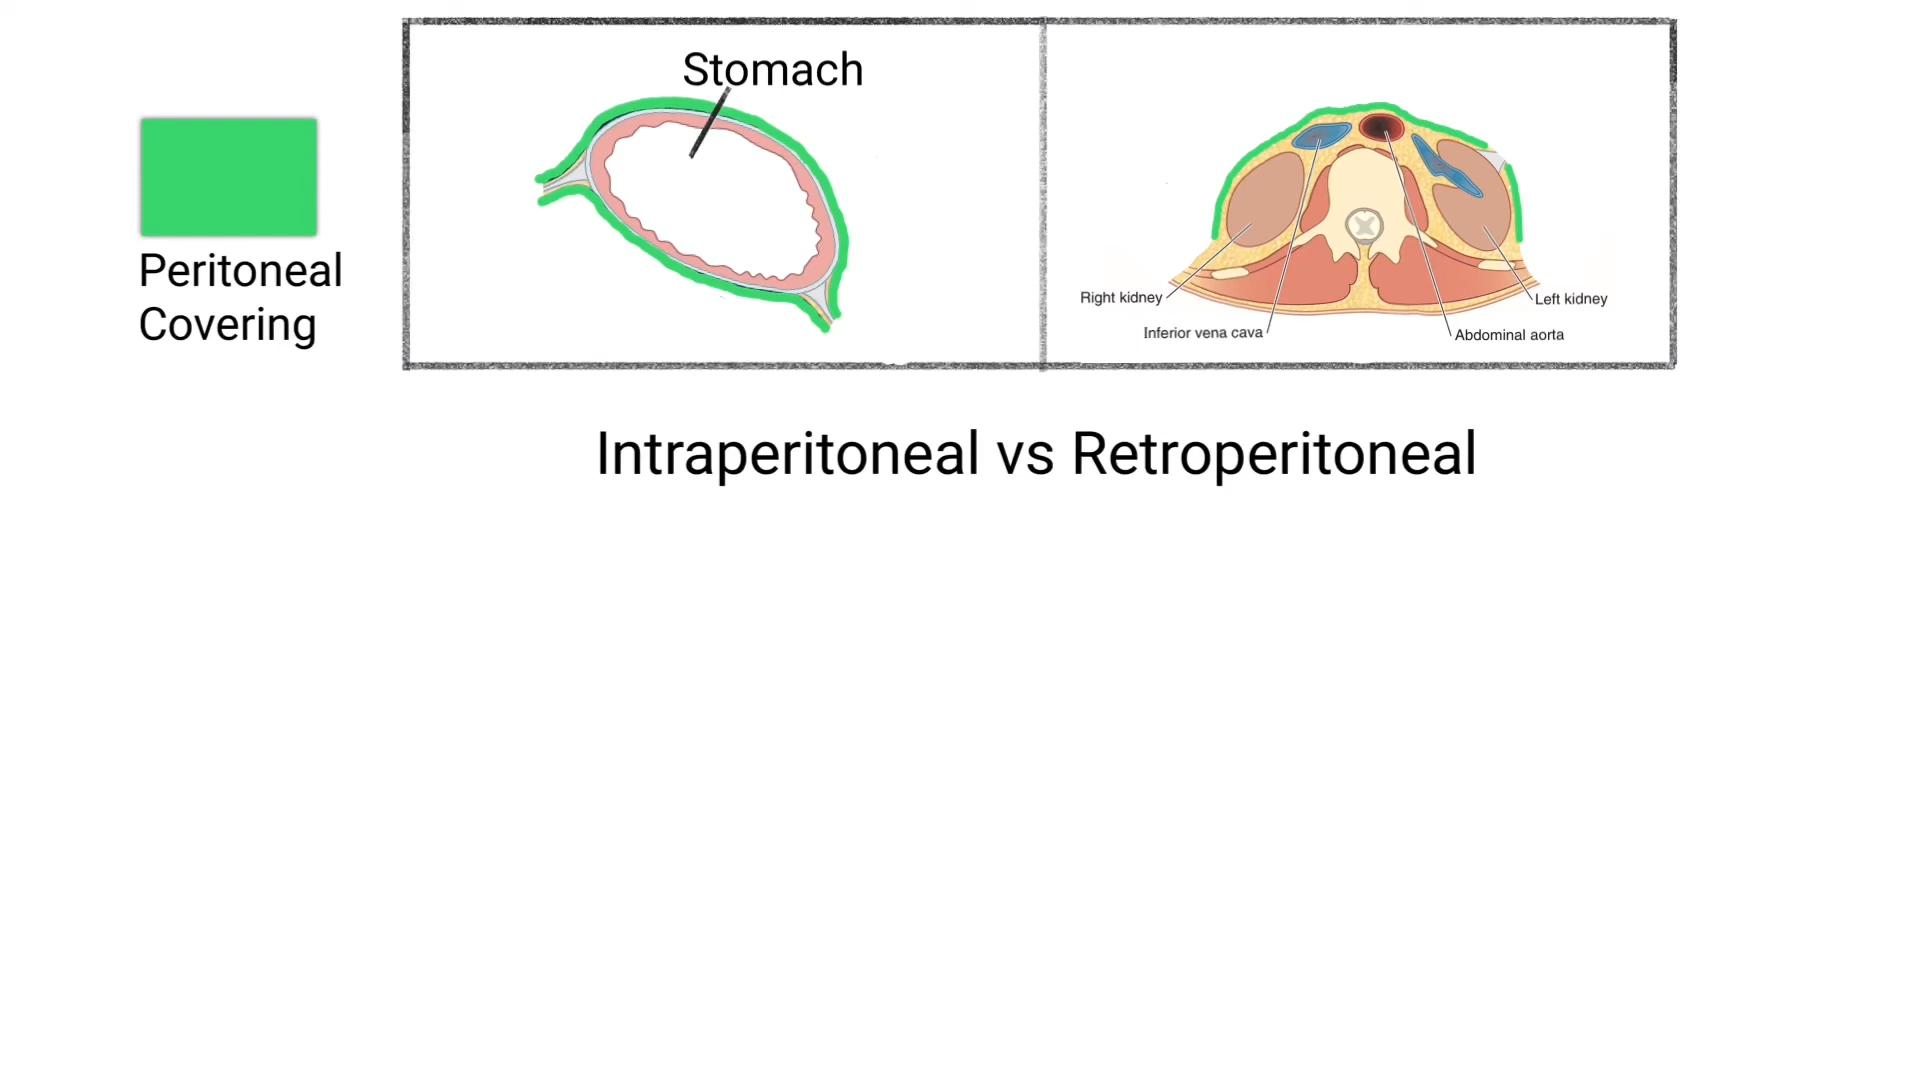 Stomach
Peritoneal
Covering
Right kidney
Left kidney
Inferior vena cava
Abdominal aorta
Intraperitoneal vs Retroperitoneal